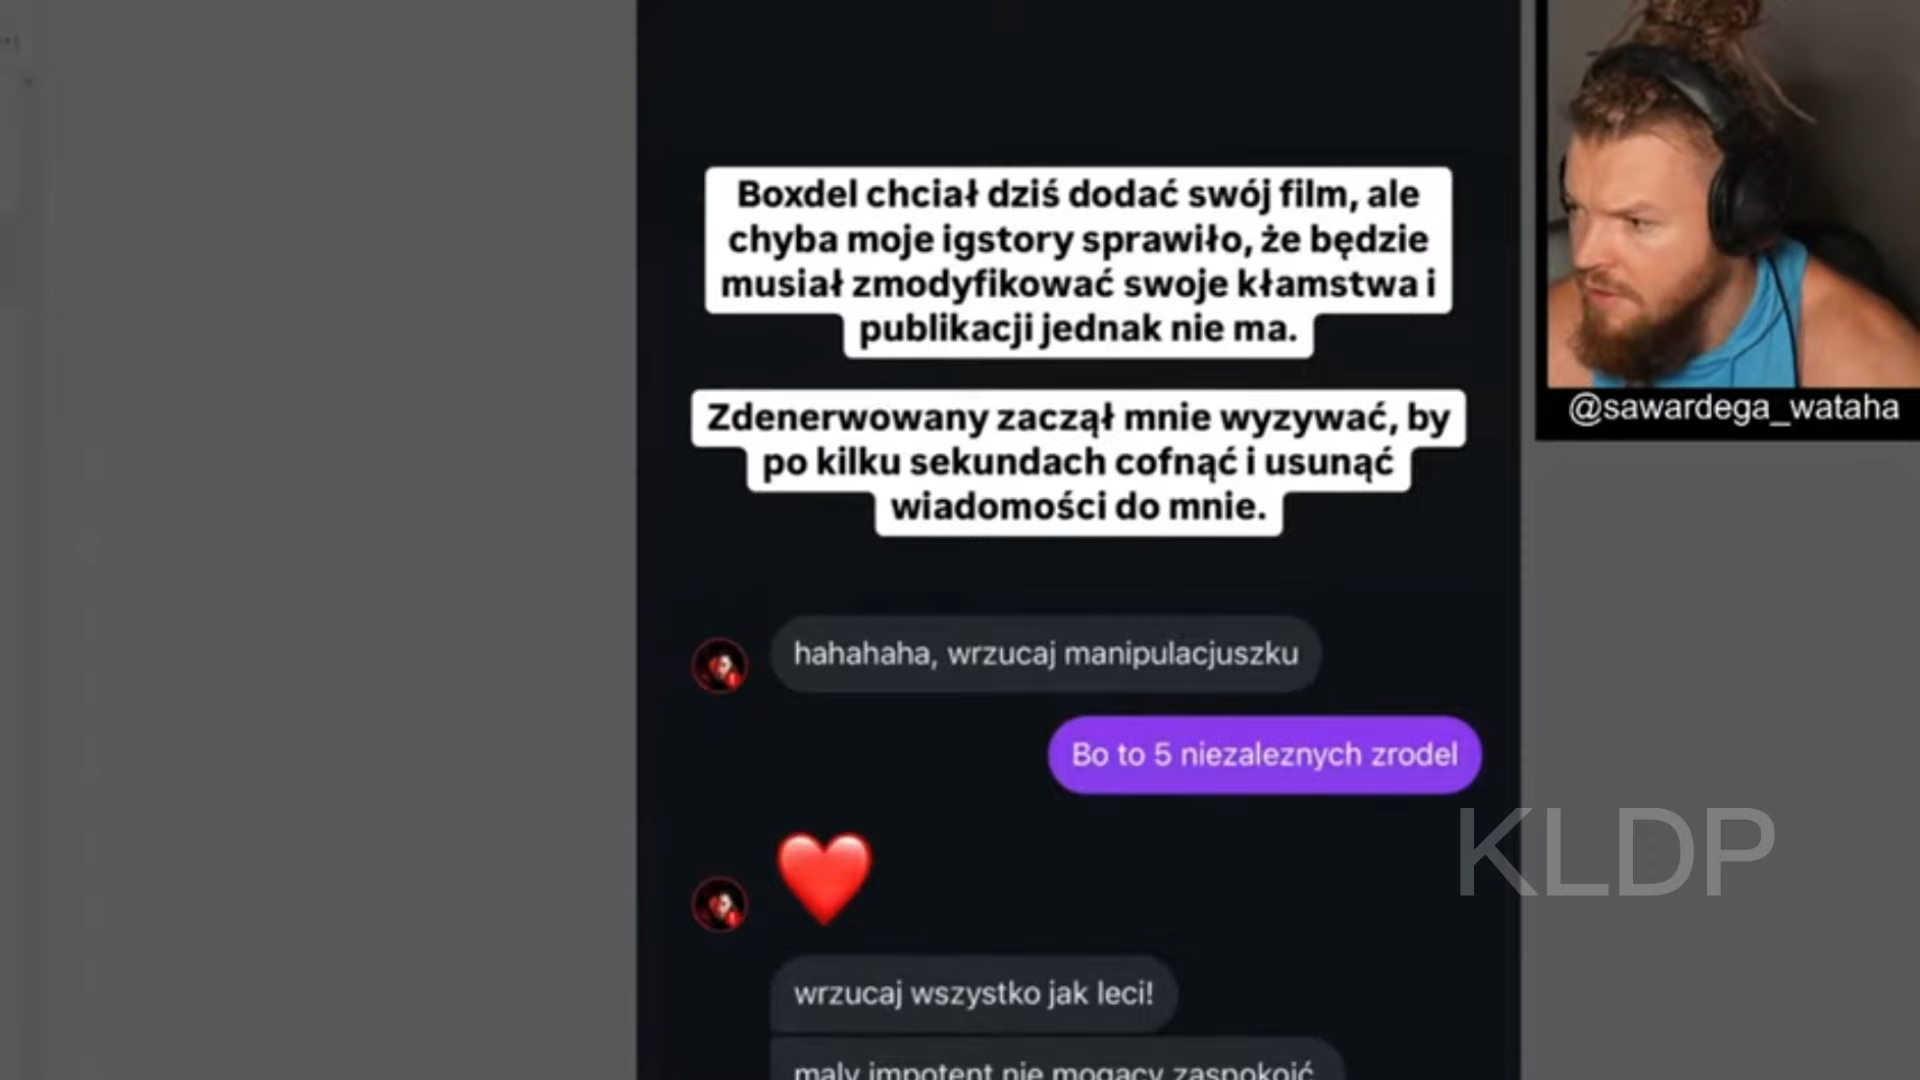 Boxdel chciał dziś dodać swój film, ale
chyba moje igstory sprawiło, że będzie
musiał zmodyfikować swoje kłamstwa i
publikacji jednak nie ma.
Zdenerwowany zaczął mnie wyzywać, by
po kilku sekundach cofnąć i usunąć
wiadomości do mnie.
hahahaha, wrzucaj manipulacjuszku
Bo to 5 niezaleznych zrodel
wrzucaj wszystko jak leci!
maly impotent nie mogacy zaspokoić
@sawardega_wataha
KLDP